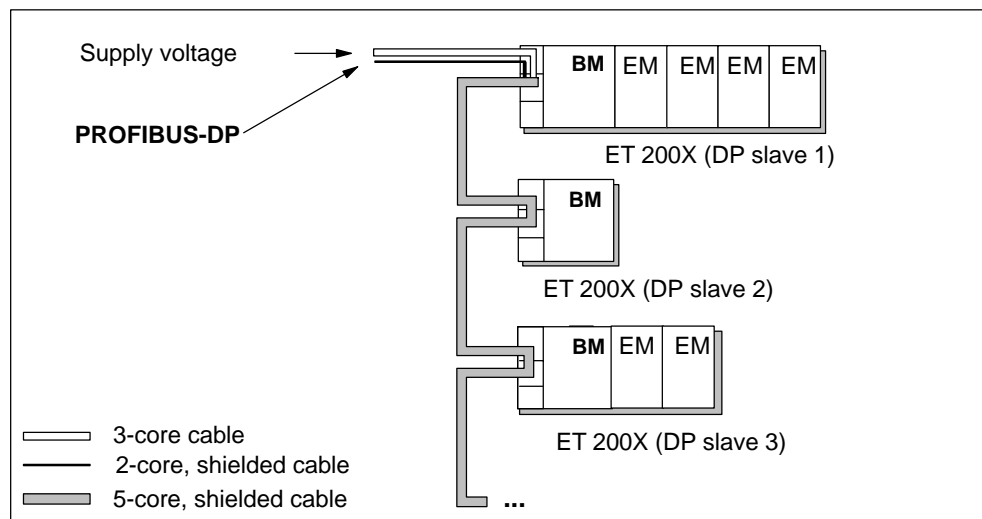 Supply voltage
BM EM EM EM EM
PROFIBUS-DP
ET 200X (DP slave 1)
BM
ET 200X (DP slave 2)
BM EM EM
ET 200X (DP slave 3)
3-core cable
2-core, shielded cable
5-core, shielded cable
...